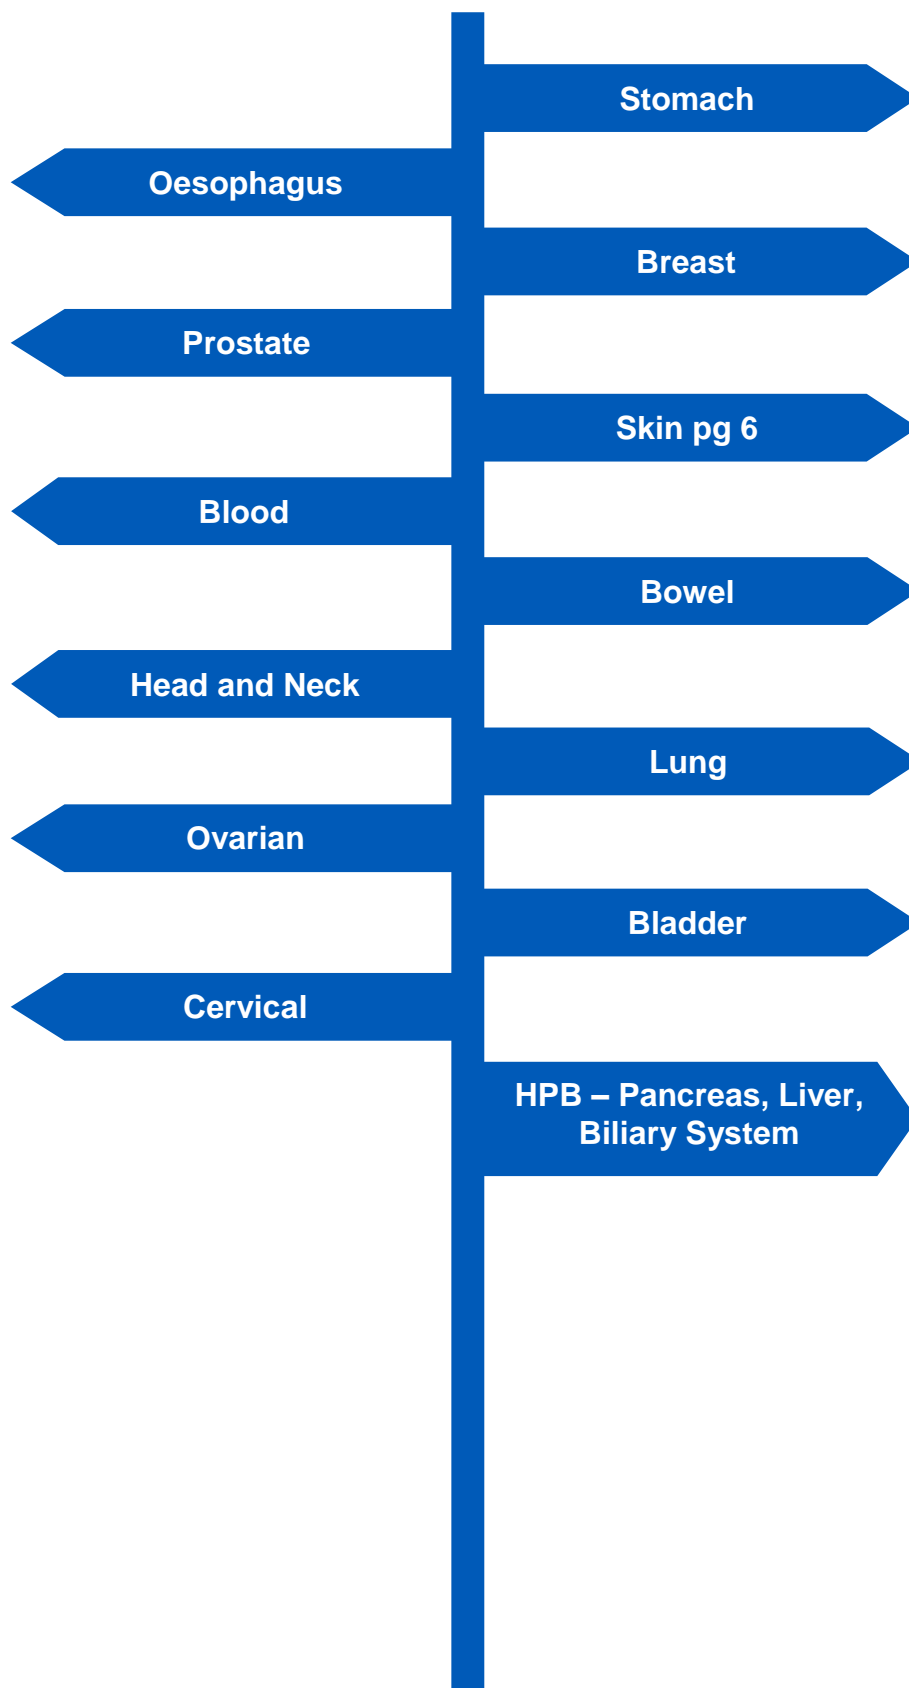 Stomach
Oesophagus
Breast
Prostate
Skin pg 6
Blood
Bowel
Head and Neck
Lung
Ovarian
Bladder
Cervical
HPB – Pancreas, Liver,
Biliary System